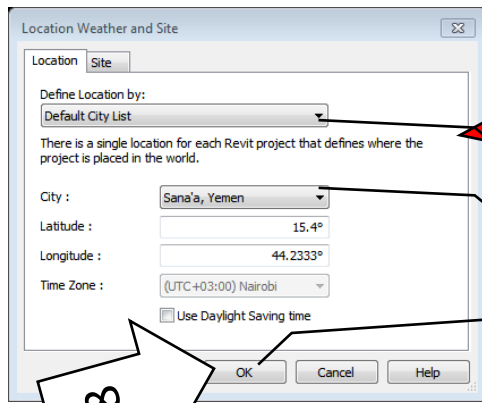 Location Weather and Site
Location Site
Define Location by:
Default City List
There is a single location for each Revit project that defines where the
project is placed in the world.
City : Sana'a, Yemen
Latitude : 15.4°
Longitude : 44.2333°
Time Zone : (UTC+03:00) Nairobi
Use Daylight Saving time
OK Cancel Help
8